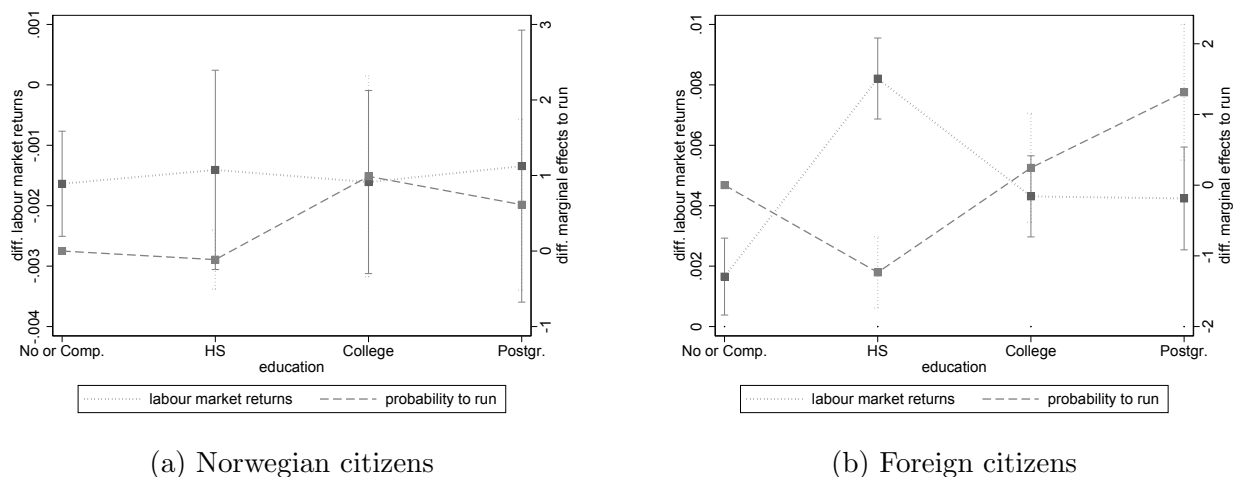 .001
0
-.001
-.002
-.003
-.004
diff. labour market returns
3
2
1
0
-1
diff. marginal effects to run
No or Comp.
HS
College
Postgr.
education
labour market returns
probability to run
(a) Norwegian citizens
.01
.008
.006
.004
.002
0
diff. labour market returns
2
1
0
-1
-2
diff. marginal effects to run
No or Comp.
HS
College
Postgr.
education
labour market returns
probability to run
(b) Foreign citizens